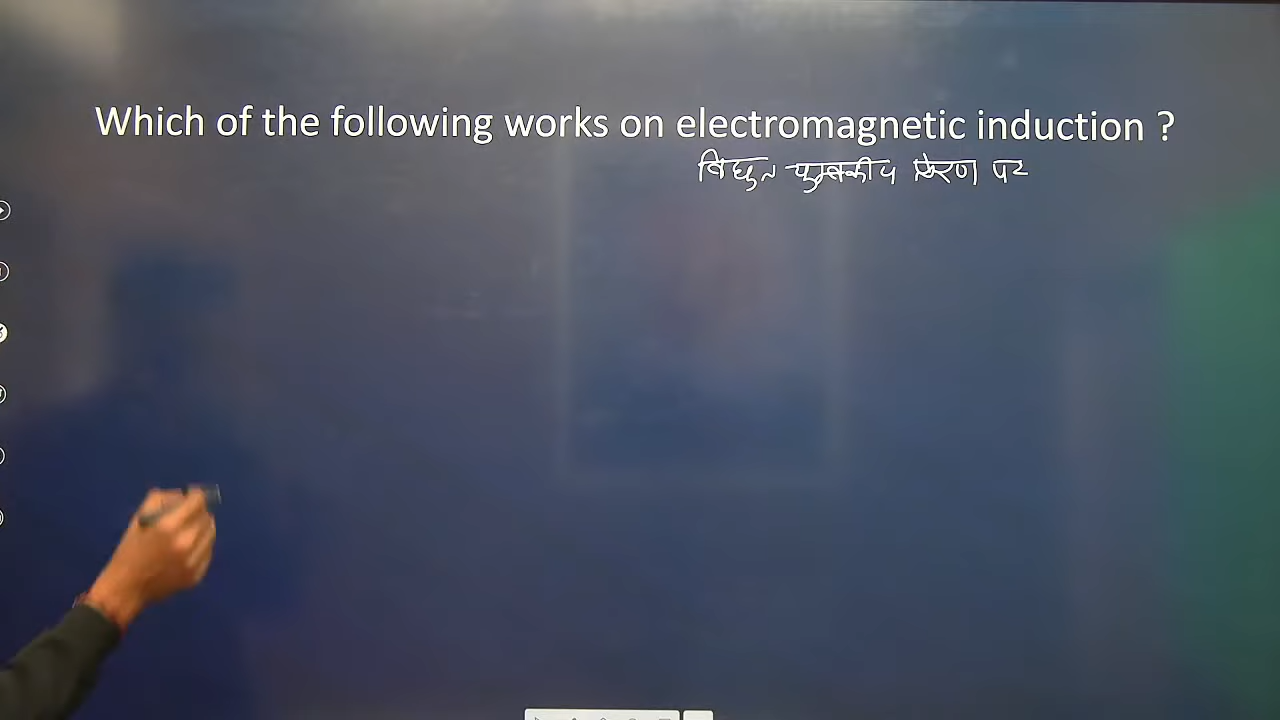 Which of the following works on electromagnetic induction ?
विद्युत चुम्बकीय प्रेरण पर